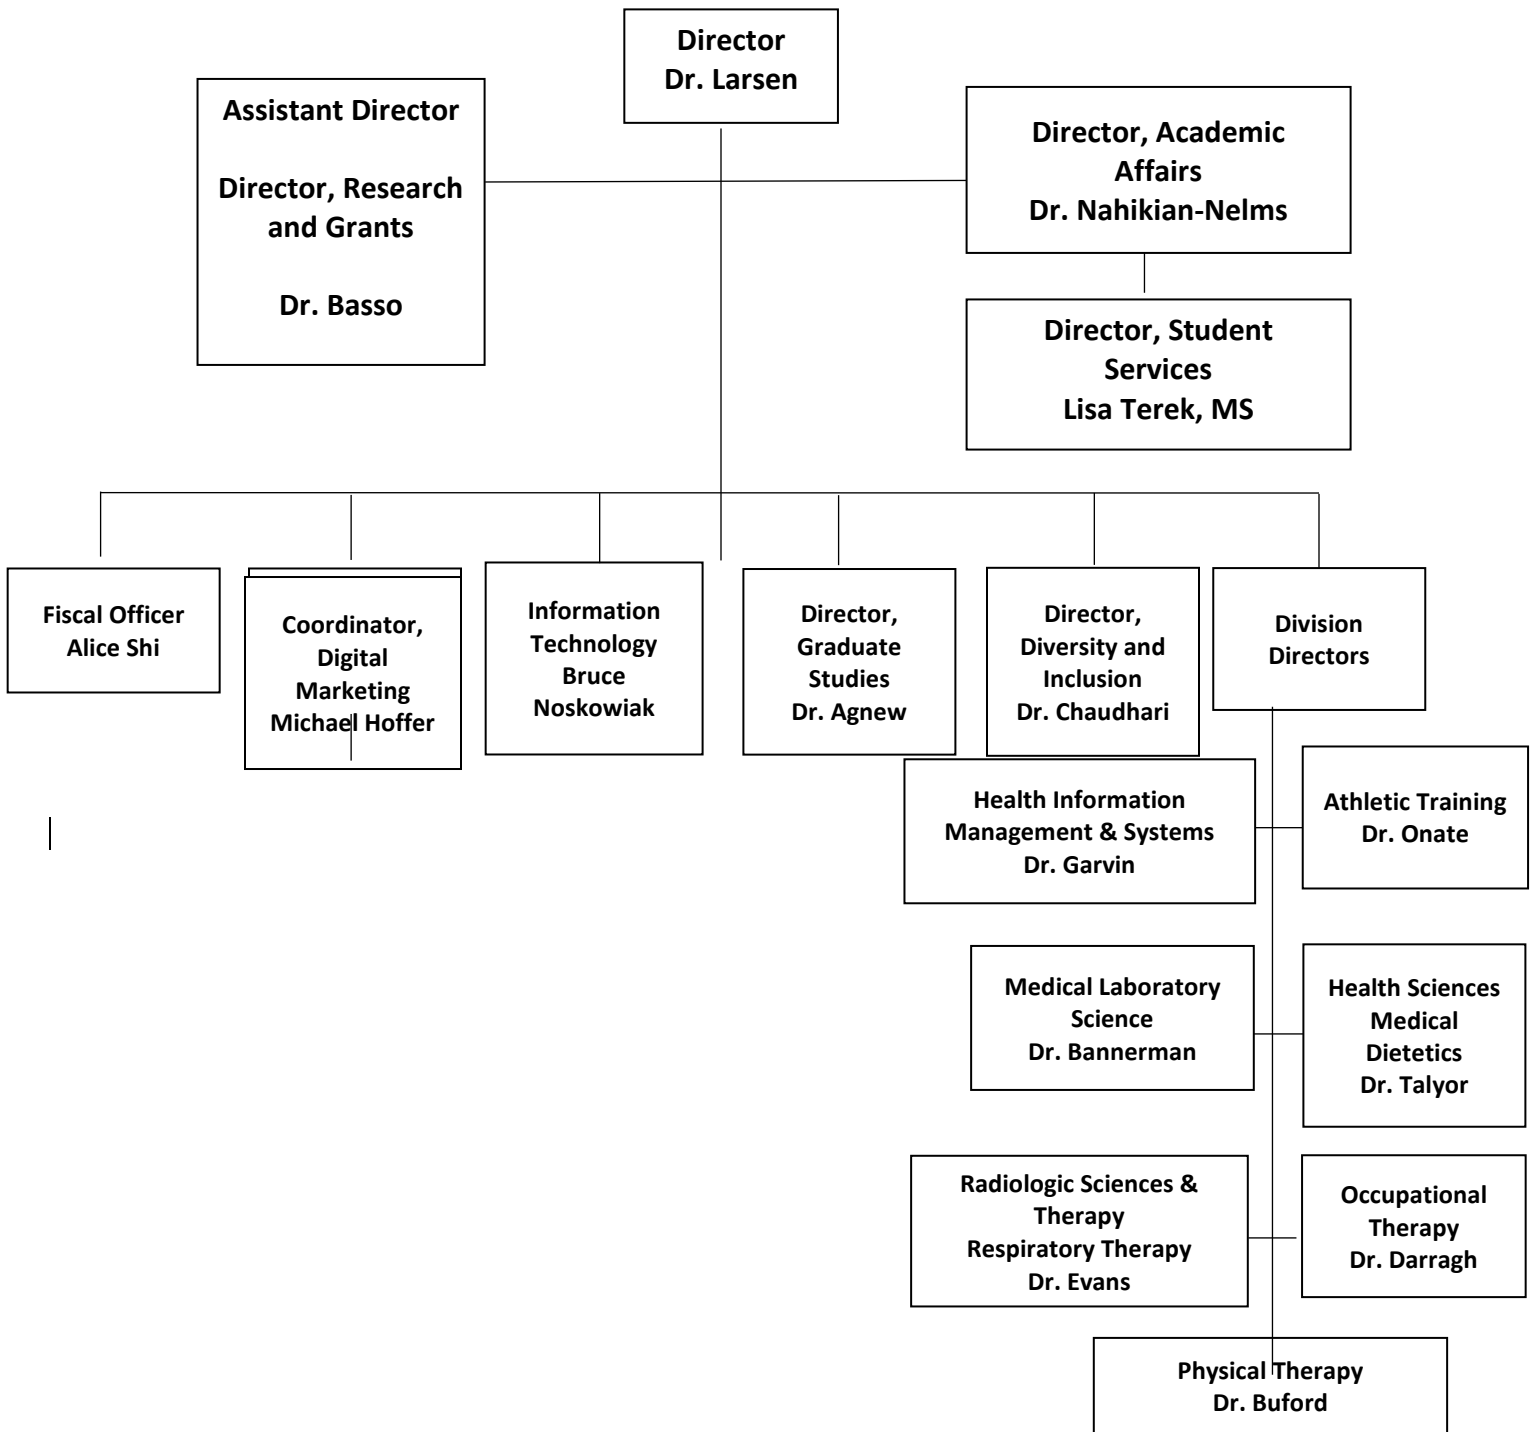 Director
Dr. Larsen
Assistant Director
Director, Research
and Grants
Dr. Basso
Director, Academic
Affairs
Dr. Nahikian-Nelms
Director, Student
Services
Lisa Terek, MS
Fiscal Officer
Alice Shi
Coordinator,
Digital
Marketing
Michael Hoffer
Information
Technology
Bruce
Noskowiak
Director,
Graduate
Studies
Dr. Agnew
Director,
Diversity and
Inclusion
Dr. Chaudhari
Division
Directors
Health Information
Management & Systems
Dr. Garvin
Athletic Training
Dr. Onate
Medical Laboratory
Science
Dr. Bannerman
Health Sciences
Medical
Dietetics
Dr. Talyor
Radiologic Sciences &
Therapy
Respiratory Therapy
Dr. Evans
Occupational
Therapy
Dr. Darragh
Physical Therapy
Dr. Buford